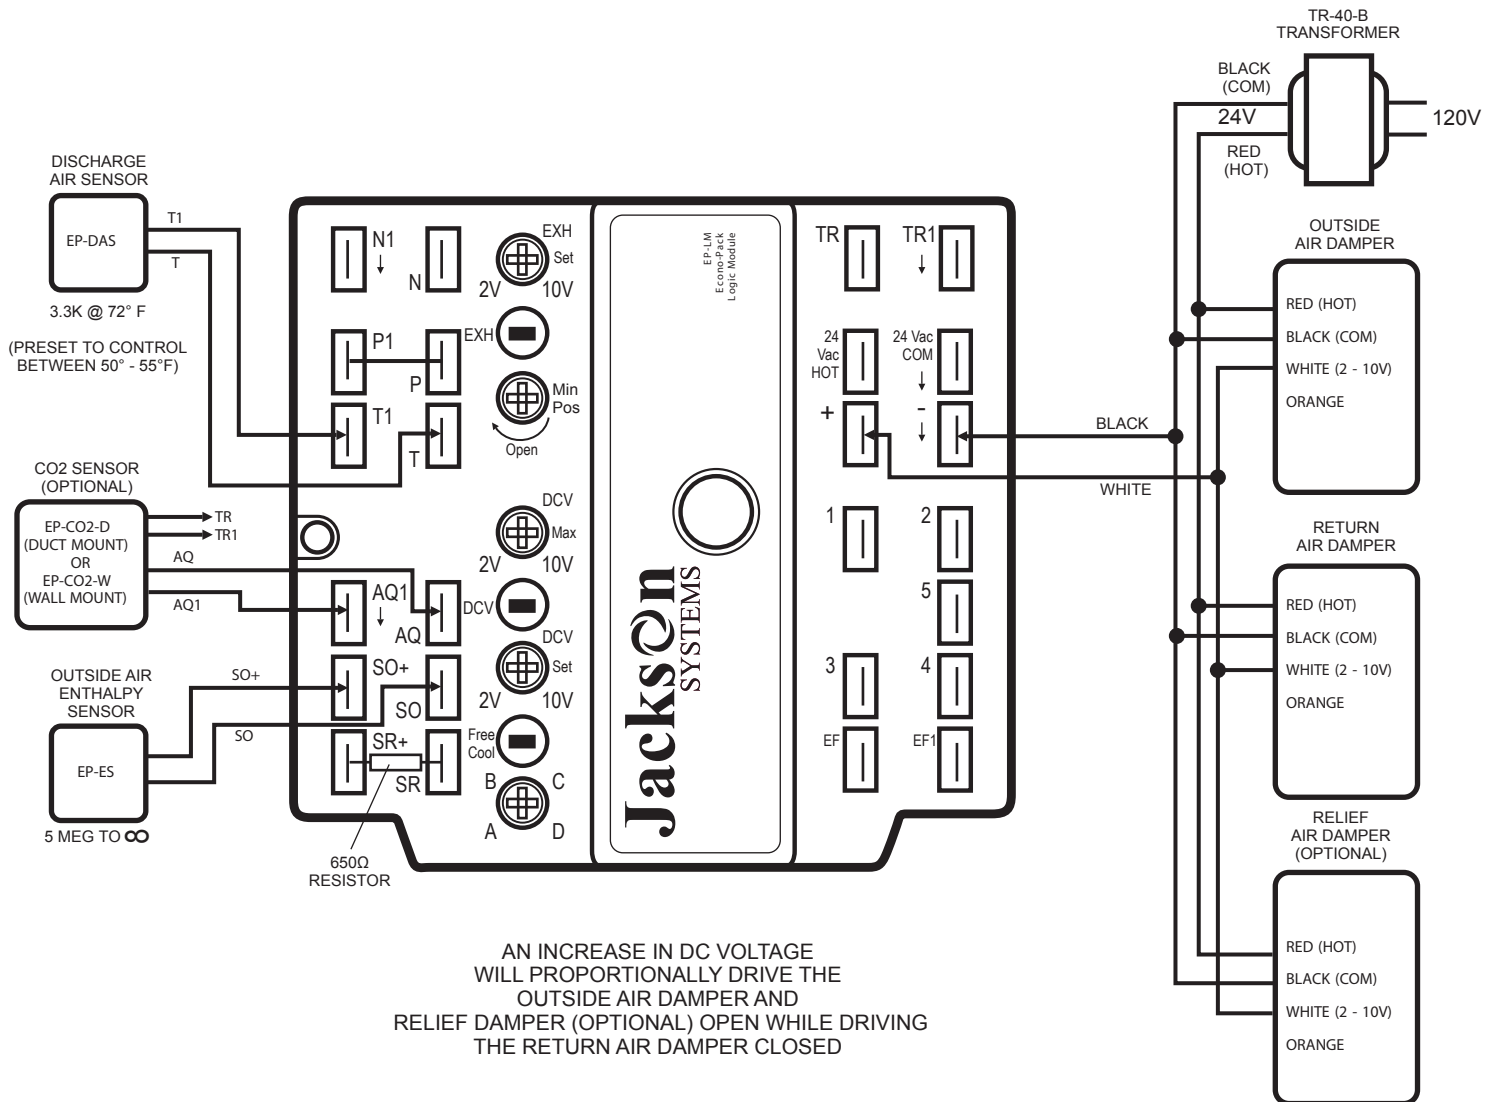 TR-40-B
TRANSFORMER
BLACK
(COM)
24V
120V
RED
(HOT)
DISCHARGE
AIR SENSOR
EP-DAS
T1
T
3.3K @ 72° F
(PRESET TO CONTROL
BETWEEN 50° - 55°F)
CO2 SENSOR
(OPTIONAL)
EP-CO2-D
(DUCT MOUNT)
OR
EP-CO2-W
(WALL MOUNT)
TR
TR1
AQ
AQ1
OUTSIDE AIR
ENTHALPY
SENSOR
EP-ES
SO+
SO
5 MEG TO ∞
N1
N
P1
P
T1
T
AQ1
AQ
SO+
SO
SR+
SR
650Ω
RESISTOR
EXH
Set
2V
10V
EXH
Min
Pos
Open
DCV
Max
2V
10V
DCV
DCV
Set
2V
10V
Free
Cool
B
C
A
D
EP-LM
Econo-Pack
Logic Module
Jackson
SYSTEMS
TR
TR1
24
Vac
HOT
24 Vac
COM
+
-
1
2
5
3
4
EF
EF1
BLACK
WHITE
OUTSIDE
AIR DAMPER
RED (HOT)
BLACK (COM)
WHITE (2 - 10V)
ORANGE
RETURN
AIR DAMPER
RED (HOT)
BLACK (COM)
WHITE (2 - 10V)
ORANGE
RELIEF
AIR DAMPER
(OPTIONAL)
RED (HOT)
BLACK (COM)
WHITE (2 - 10V)
ORANGE
AN INCREASE IN DC VOLTAGE
WILL PROPORTIONALLY DRIVE THE
OUTSIDE AIR DAMPER AND
RELIEF DAMPER (OPTIONAL) OPEN WHILE DRIVING
THE RETURN AIR DAMPER CLOSED